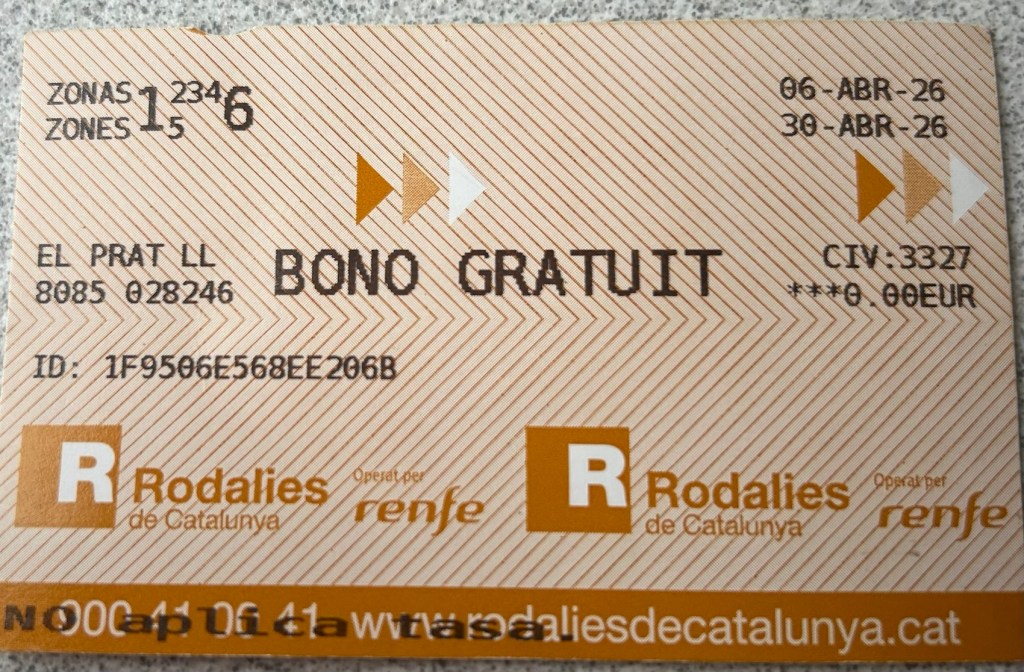 ZONAS 1 234 6
ZONES 5
06-ABR-26
30-ABR-26
EL PRAT LL
8085 028246
BONO GRATUIT
CIV:3327
***0.00EUR
ID: 1F9506E568EE206B
R Rodalies
de Catalunya
Operat per
renfe
R Rodalies
de Catalunya
Operat per
renfe
900 41 06 41 www.rodaliesdecatalunya.cat
NO aplica tasa.